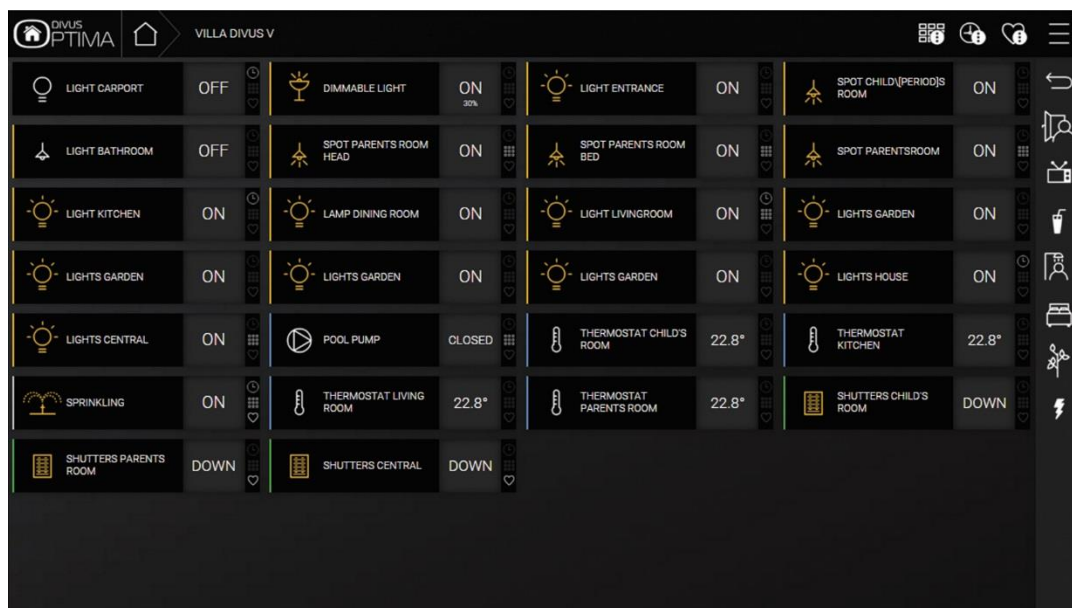 DIVUS
OPTIMA
VILLA DIVUS V
LIGHT CARPORT
OFF
DIMMABLE LIGHT
ON
30%
LIGHT ENTRANCE
ON
SPOT CHILD\[PERIOD]S
ROOM
ON
LIGHT BATHROOM
OFF
SPOT PARENTS ROOM
HEAD
ON
SPOT PARENTS ROOM
BED
ON
SPOT PARENTSROOM
ON
LIGHT KITCHEN
ON
LAMP DINING ROOM
ON
LIGHT LIVINGROOM
ON
LIGHTS GARDEN
ON
LIGHTS GARDEN
ON
LIGHTS GARDEN
ON
LIGHTS GARDEN
ON
LIGHTS HOUSE
ON
LIGHTS CENTRAL
ON
POOL PUMP
CLOSED
THERMOSTAT CHILD'S
ROOM
22.8°
THERMOSTAT
KITCHEN
22.8°
SPRINKLING
ON
THERMOSTAT LIVING
ROOM
22.8°
THERMOSTAT
PARENTS ROOM
22.8°
SHUTTERS CHILD'S
ROOM
DOWN
SHUTTERS PARENTS
ROOM
DOWN
SHUTTERS CENTRAL
DOWN